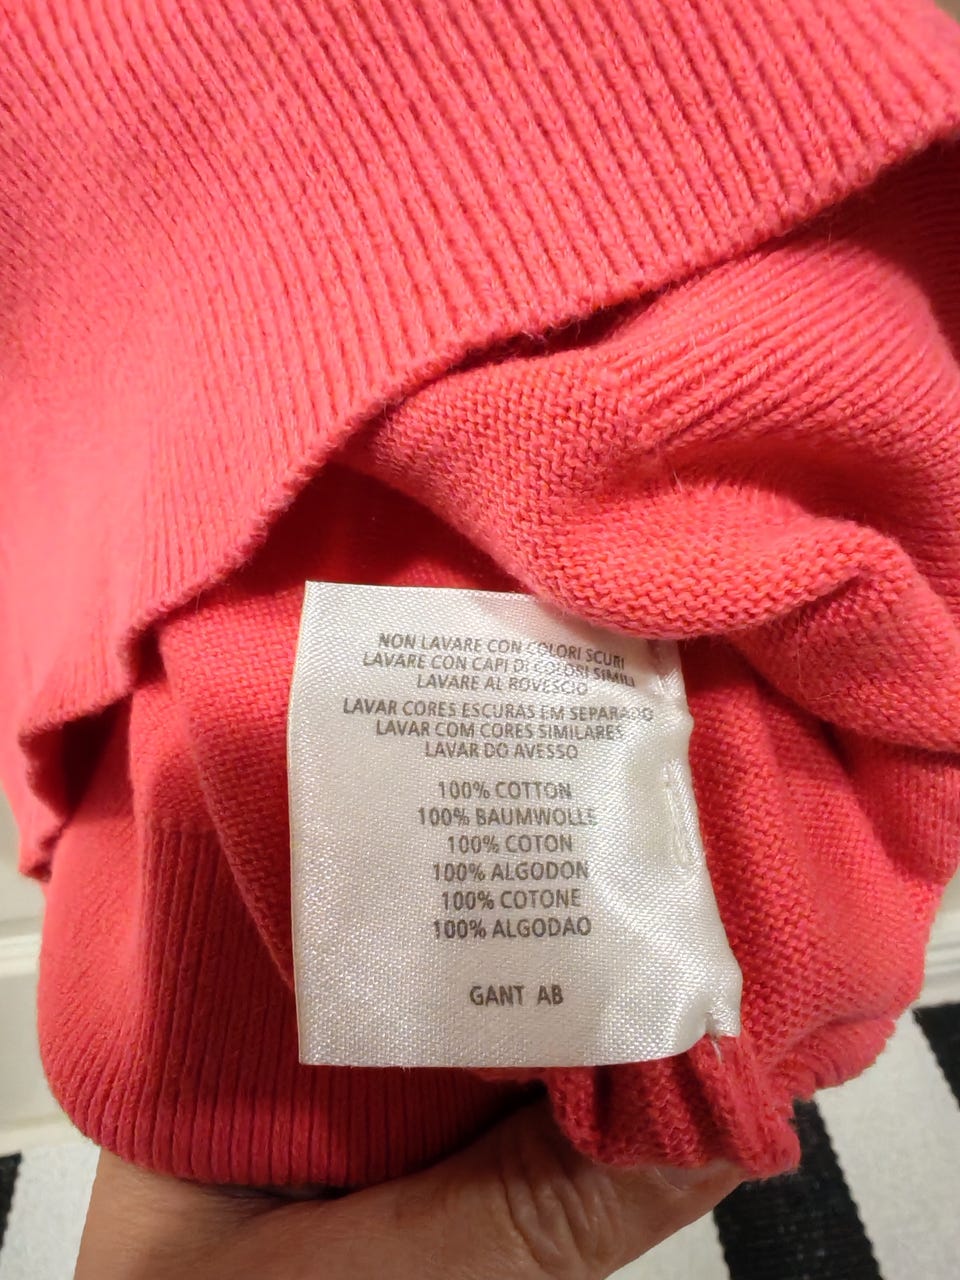 NON LAVARE CON COLORI SCURI
LAVARE CON CAPI DI COLORI SIMILI
LAVARE AL ROVESCIO
LAVAR CORES ESCURAS EM SEPARADO
LAVAR COM CORES SIMILARES
LAVAR DO AVESSO
100% COTTON
100% BAUMWOLLE
100% COTON
100% ALGODON
100% COTONE
100% ALGODAO
GANT AB